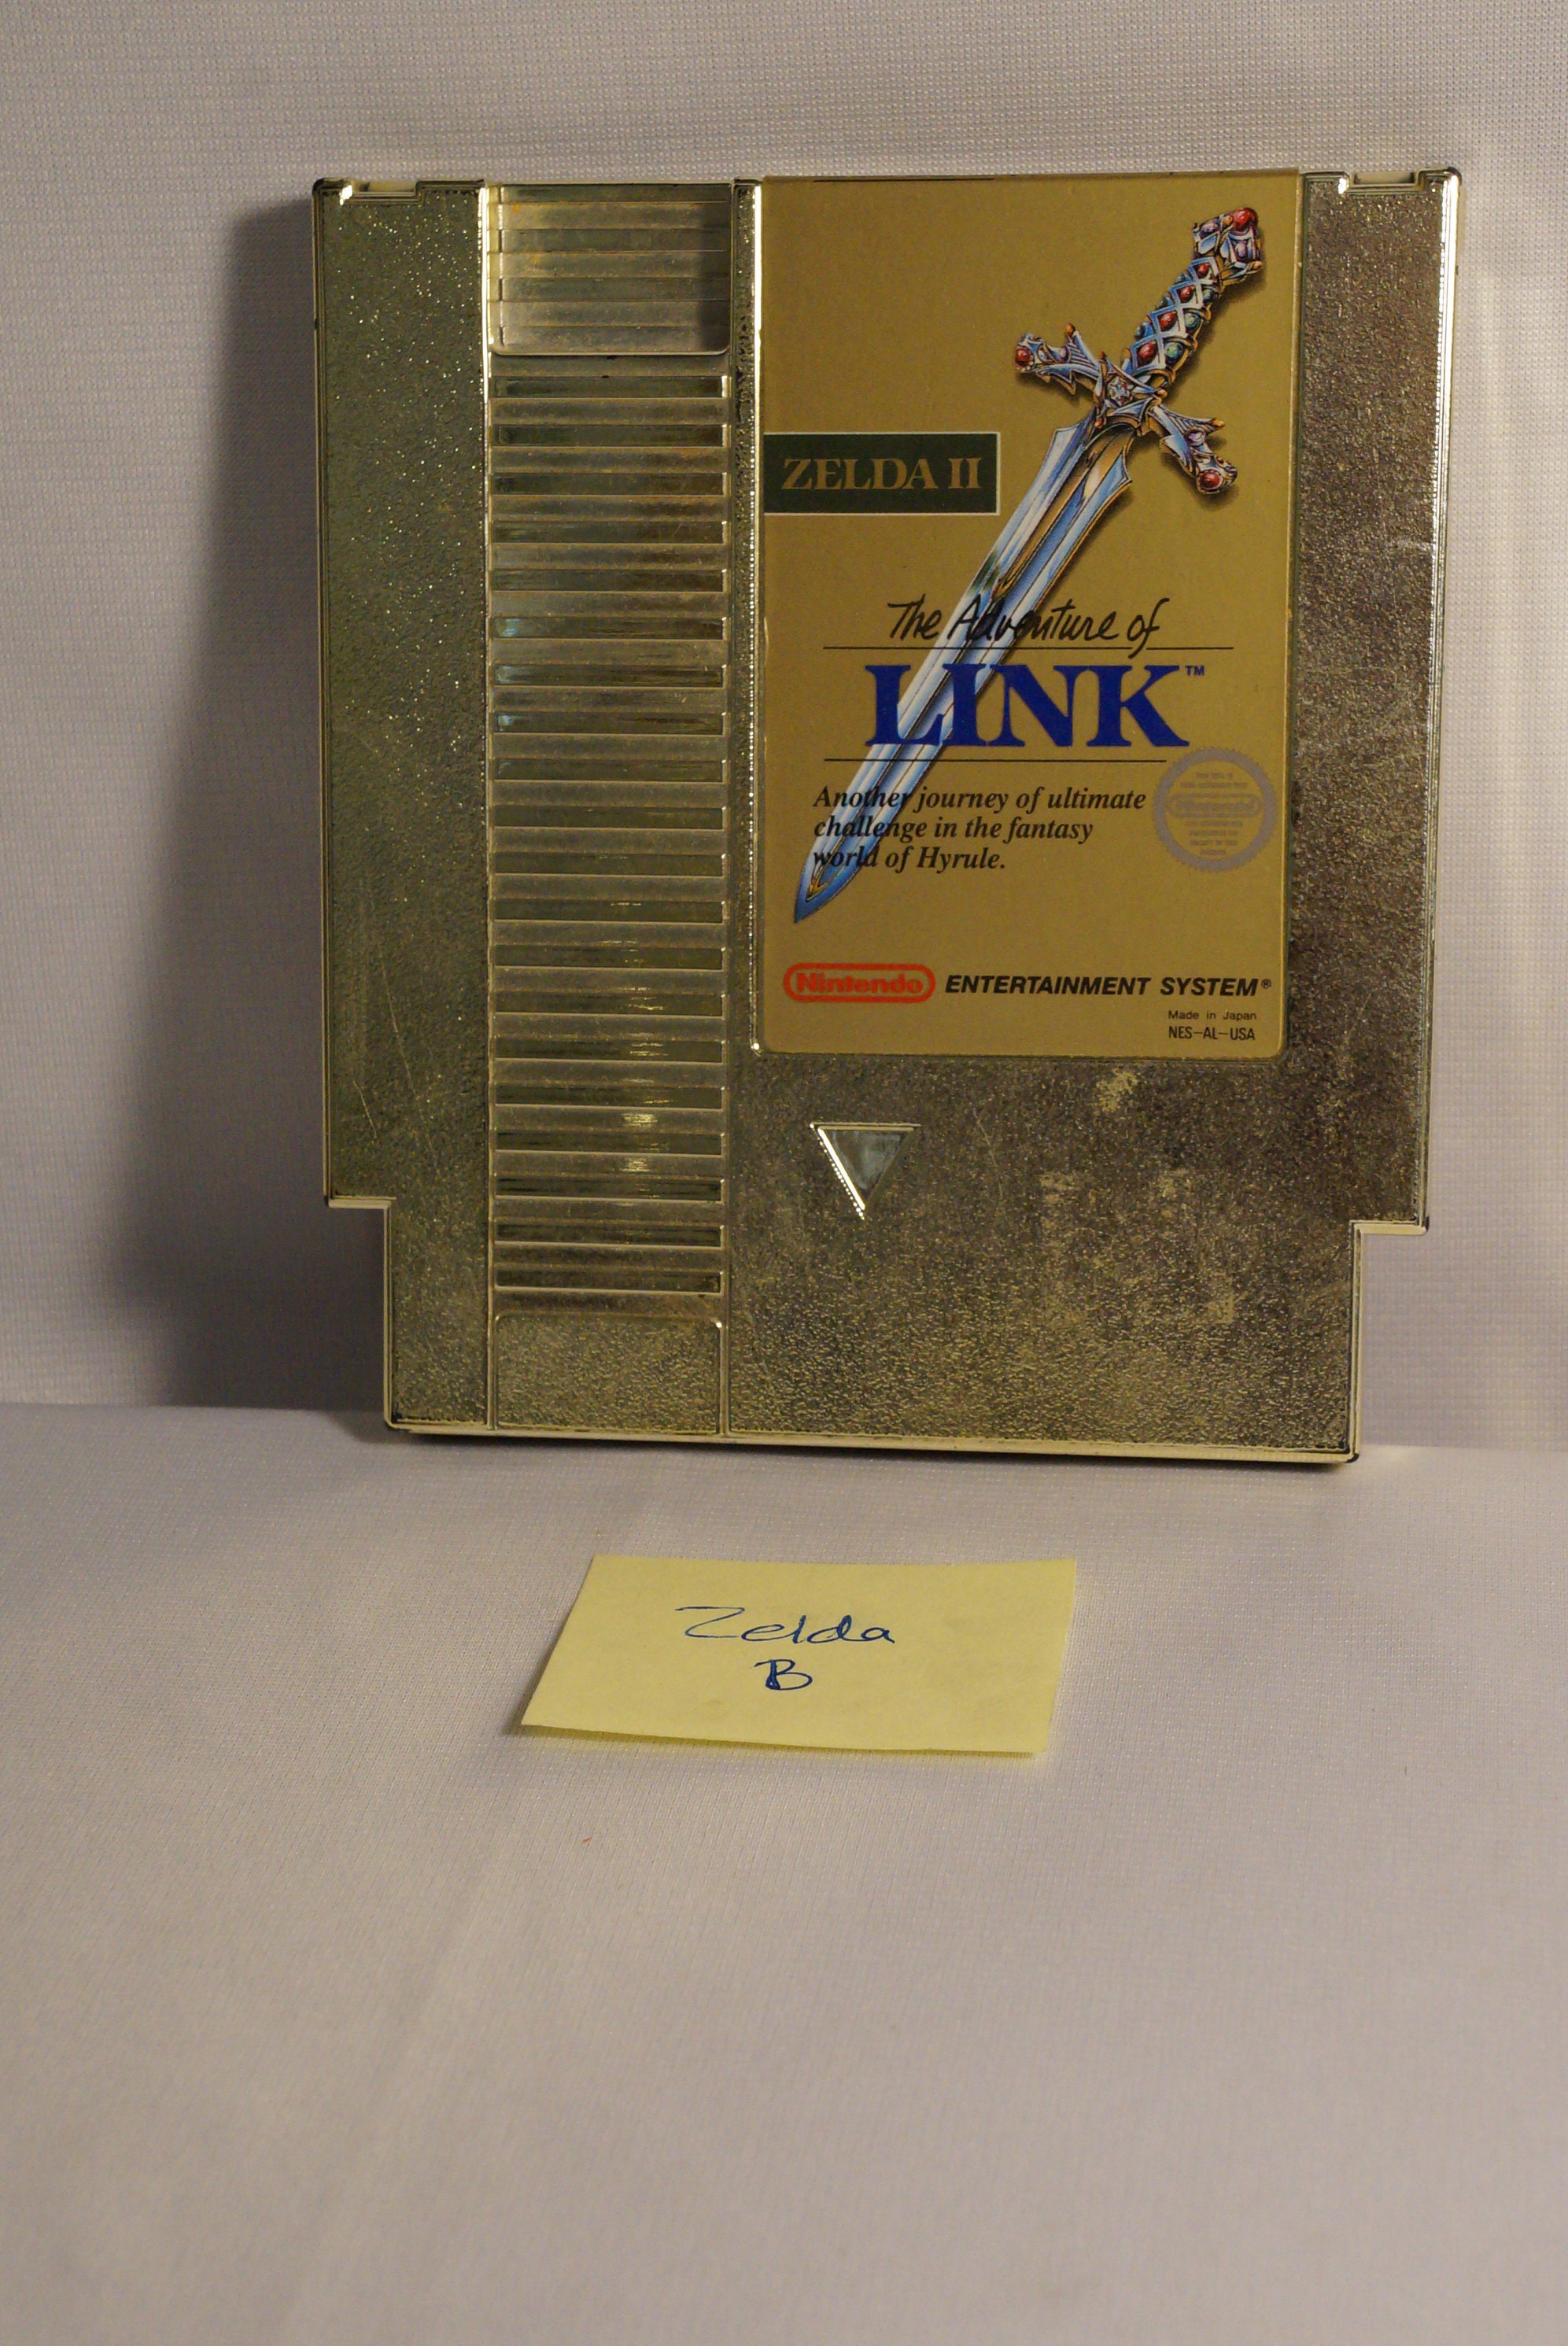 ZELDA II
The Adventure of
LINK™
Another journey of ultimate
challenge in the fantasy
world of Hyrule.
Nintendo ENTERTAINMENT SYSTEM®
Made in Japan
NES-AL-USA
Zelda
B